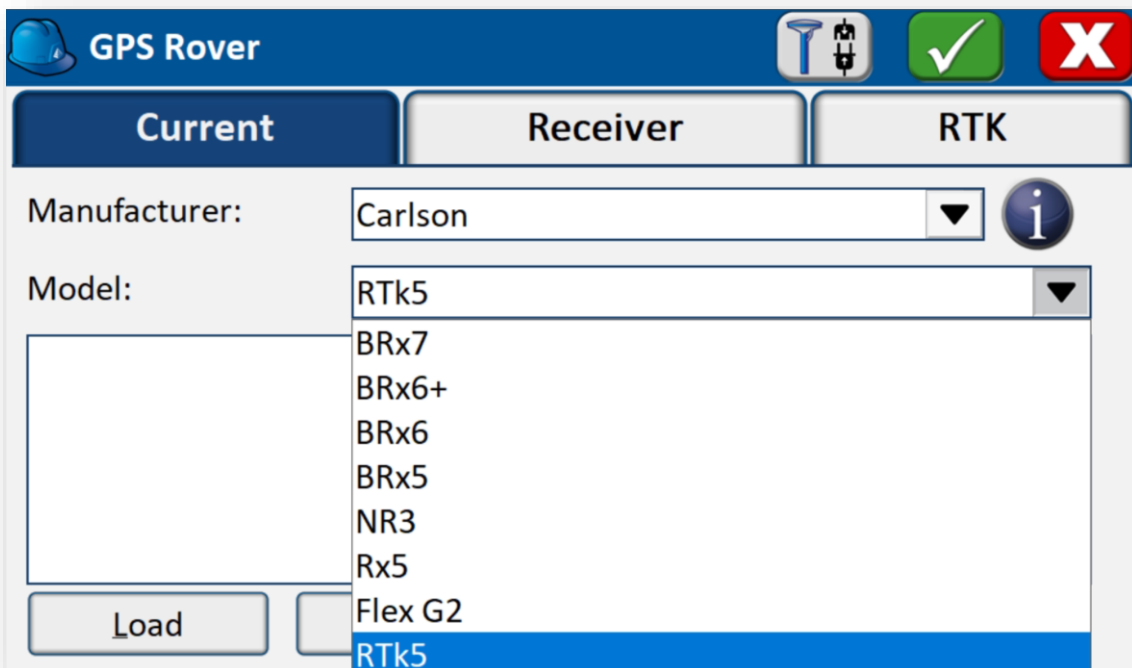 GPS Rover
Current Receiver RTK
Manufacturer: Carlson
Model: RTk5
BRx7
BRx6+
BRx6
BRx5
NR3
Rx5
Flex G2
Load
RTk5